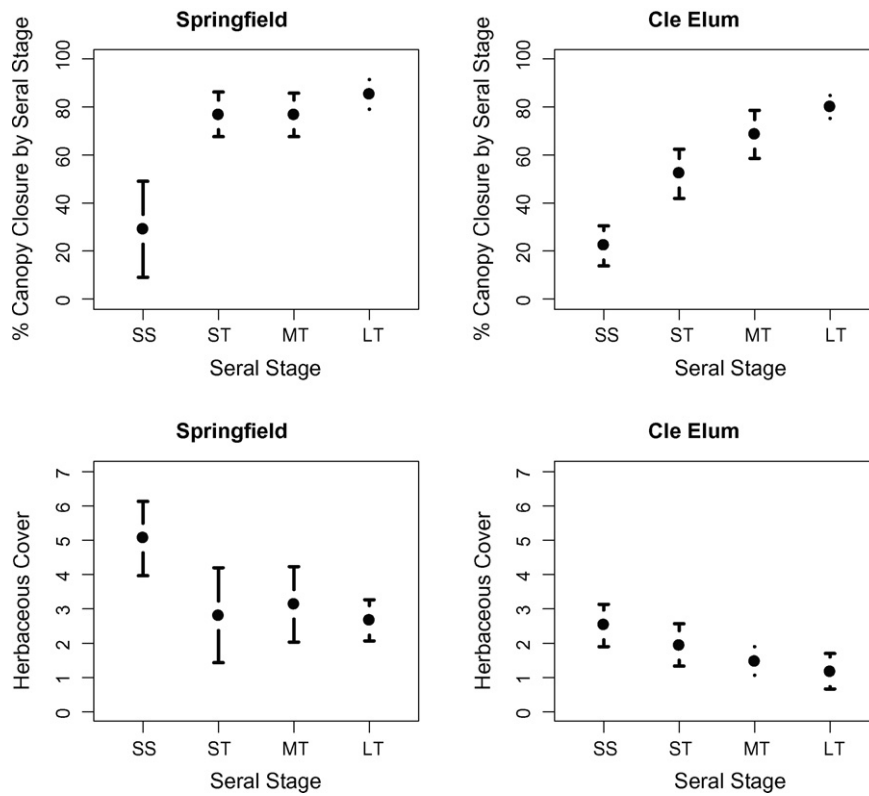 Springfield
% Canopy Closure by Seral Stage
100
80
60
40
20
0
SS ST MT LT
Seral Stage
Cle Elum
% Canopy Closure by Seral Stage
100
80
60
40
20
0
SS ST MT LT
Seral Stage
Springfield
Herbaceous Cover
7
6
5
4
3
2
1
0
SS ST MT LT
Seral Stage
Cle Elum
Herbaceous Cover
7
6
5
4
3
2
1
0
SS ST MT LT
Seral Stage